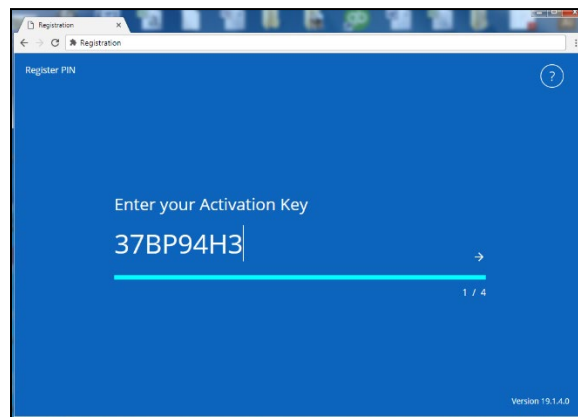 Registration
Registration
Register PIN
?
Enter your Activation Key
37BP94H3
1 / 4
Version 19.1.4.0